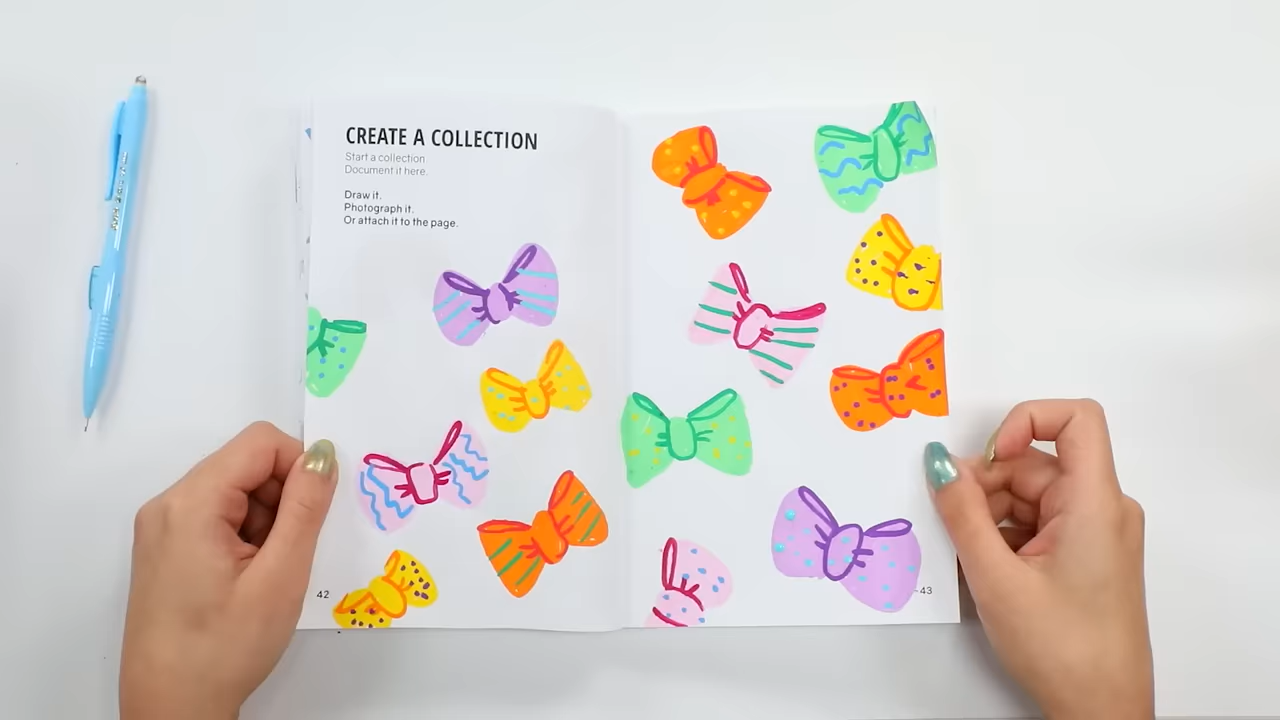 CREATE A COLLECTION
Start a collection.
Document it here.
Draw it.
Photograph it.
Or attach it to the page.
42
43